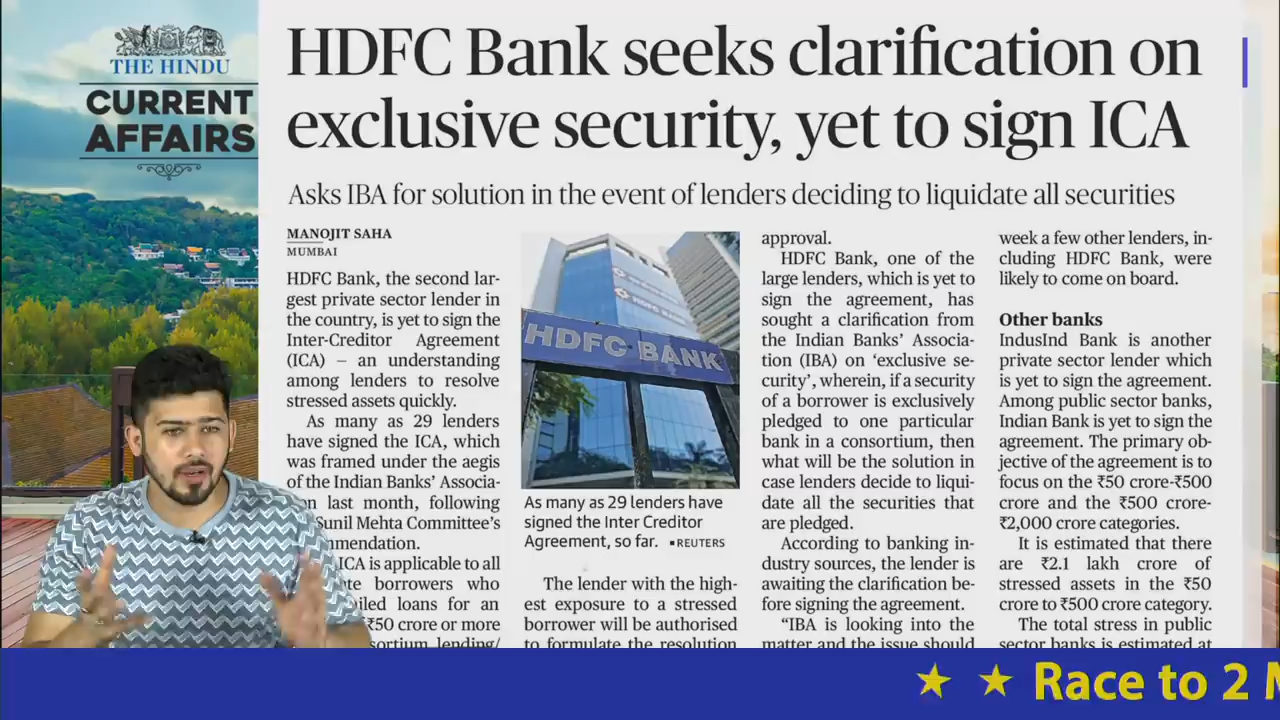 THE HINDU
CURRENT
AFFAIRS
HDFC Bank seeks clarification on
exclusive security, yet to sign ICA
Asks IBA for solution in the event of lenders deciding to liquidate all securities
MANOJIT SAHA
MUMBAI
HDFC Bank, the second lar-
gest private sector lender in
the country, is yet to sign the
Inter-Creditor Agreement
(ICA) – an understanding
among lenders to resolve
stressed assets quickly.
As many as 29 lenders
have signed the ICA, which
was framed under the aegis
of the Indian Banks' Associa-
last month, following
Sunil Mehta Committee's
ICA is applicable to all
borrowers who
loans for an
₹50 crore or more
lending/
HDFC BANK
As many as 29 lenders have
signed the Inter Creditor
Agreement, so far. ▪REUTERS
The lender with the high-
est exposure to a stressed
borrower will be authorised
to formulate the resolution
approval.
HDFC Bank, one of the
large lenders, which is yet to
sign the agreement, has
sought a clarification from
the Indian Banks' Associa-
tion (IBA) on 'exclusive se-
curity', wherein, if a security
of a borrower is exclusively
pledged to one particular
bank in a consortium, then
what will be the solution in
case lenders decide to liqui-
date all the securities that
are pledged.
According to banking in-
dustry sources, the lender is
awaiting the clarification be-
fore signing the agreement.
"IBA is looking into the
matter and the issue should
week a few other lenders, in-
cluding HDFC Bank, were
likely to come on board.
Other banks
IndusInd Bank is another
private sector lender which
is yet to sign the agreement.
Among public sector banks,
Indian Bank is yet to sign the
agreement. The primary ob-
jective of the agreement is to
focus on the ₹50 crore-₹500
crore and the ₹500 crore-
₹2,000 crore categories.
It is estimated that there
are ₹2.1 lakh crore of
stressed assets in the ₹50
crore to ₹500 crore category.
The total stress in public
sector banks is estimated at
★ ★ Race to 2